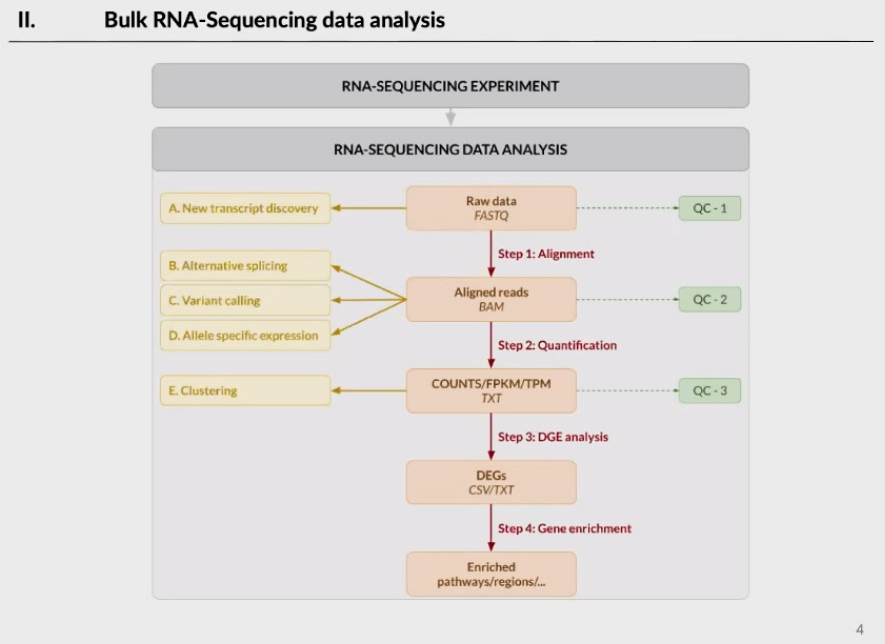 II. Bulk RNA-Sequencing data analysis
RNA-SEQUENCING EXPERIMENT
RNA-SEQUENCING DATA ANALYSIS
A. New transcript discovery
Raw data
FASTQ
QC - 1
Step 1: Alignment
B. Alternative splicing
C. Variant calling
D. Allele specific expression
Aligned reads
BAM
QC - 2
Step 2: Quantification
E. Clustering
COUNTS/FPKM/TPM
TXT
QC - 3
Step 3: DGE analysis
DEGs
CSV/TXT
Step 4: Gene enrichment
Enriched
pathways/regions/...
4